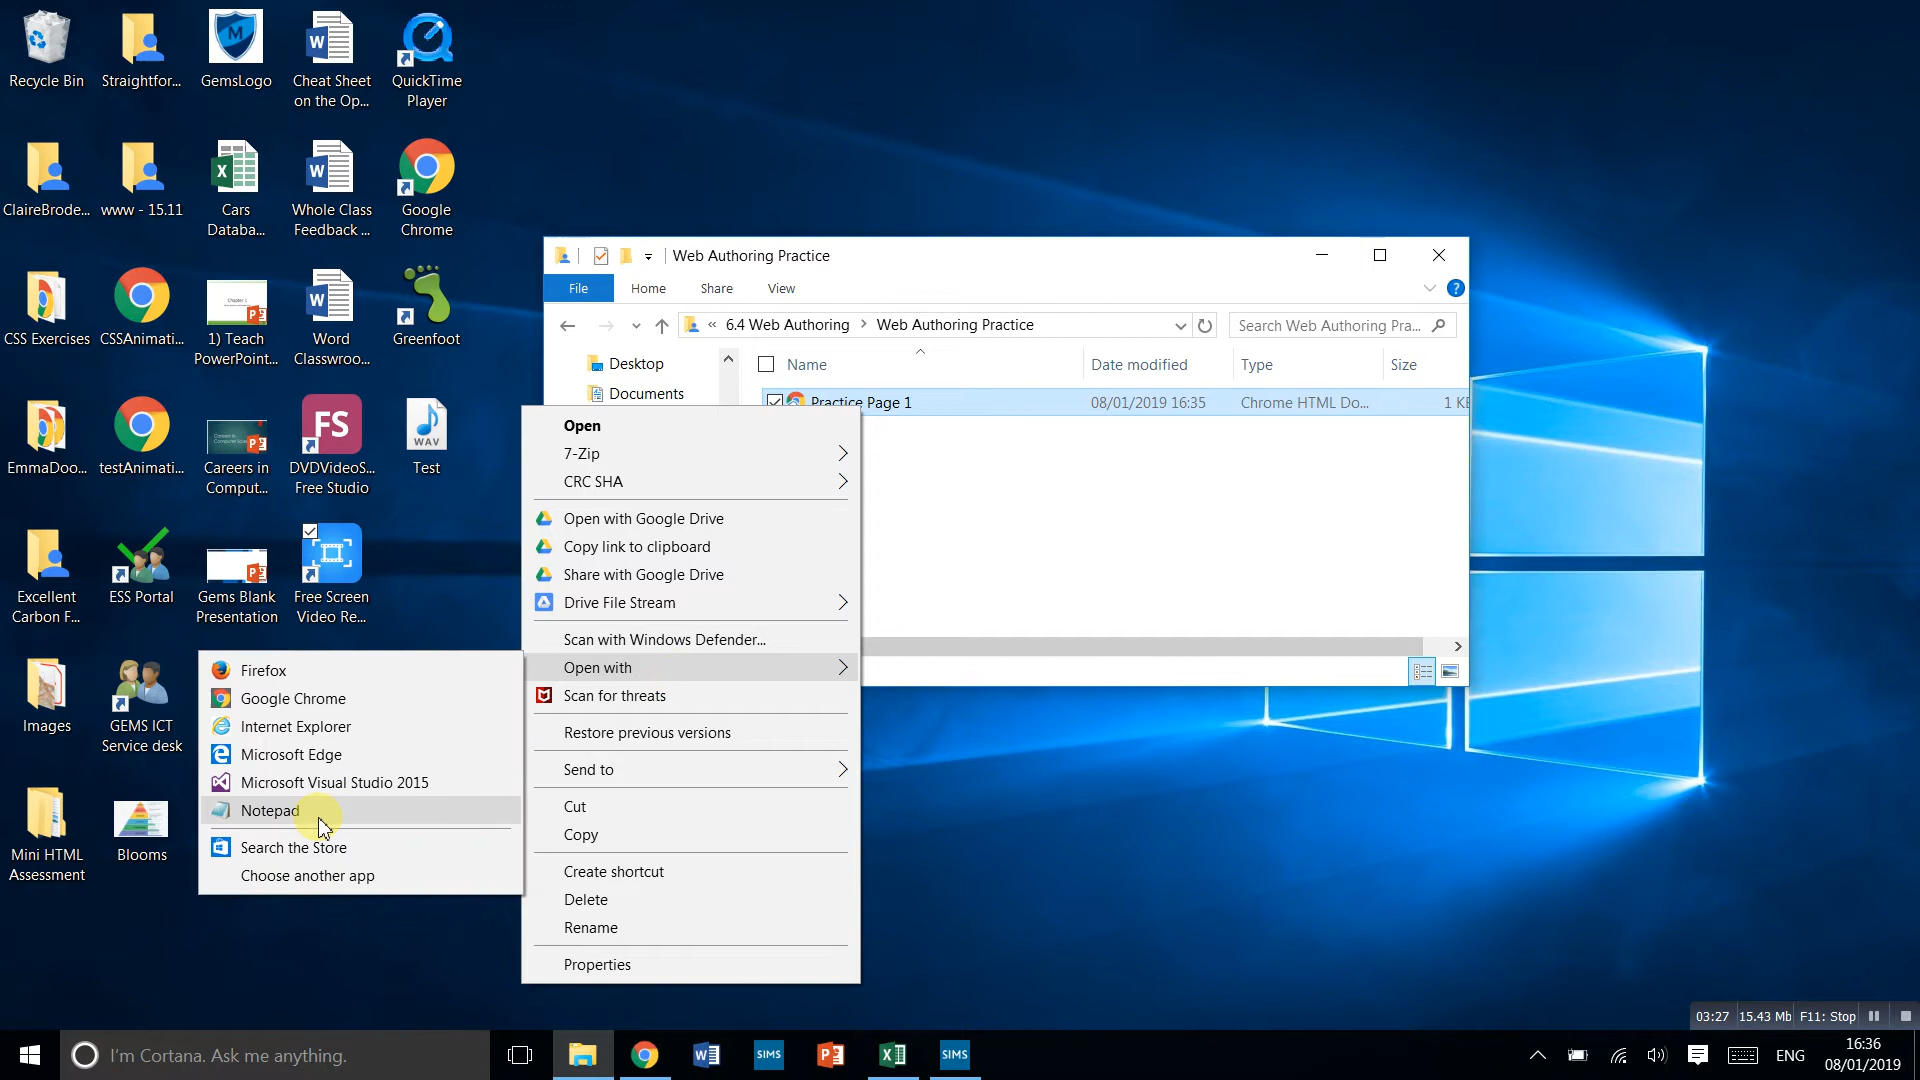 Recycle Bin
Straightfor...
GemsLogo
Cheat Sheet
on the Op...
QuickTime
Player
ClaireBrode...
www - 15.11
Cars
Databa...
Whole Class
Feedback ...
Google
Chrome
CSS Exercises
CSSAnimati...
1) Teach
PowerPoint...
Word
Classwroo...
Greenfoot
EmmaDoo...
testAnimati...
Careers in
Comput...
FS
DVDVideoS...
Free Studio
WAV
Test
Excellent
Carbon F...
ESS Portal
Gems Blank
Presentation
Free Screen
Video Re...
Images
GEMS ICT
Service desk
Mini HTML
Assessment
Blooms
Web Authoring Practice
File Home Share View
« 6.4 Web Authoring > Web Authoring Practice
Search Web Authoring Pra...
Desktop
Documents
Name Date modified Type Size
Practice Page 1 08/01/2019 16:35 Chrome HTML Do... 1 KB
Open
7-Zip
CRC SHA
Open with Google Drive
Copy link to clipboard
Share with Google Drive
Drive File Stream
Scan with Windows Defender...
Open with
Scan for threats
Restore previous versions
Send to
Cut
Copy
Create shortcut
Delete
Rename
Properties
Firefox
Google Chrome
Internet Explorer
Microsoft Edge
Microsoft Visual Studio 2015
Notepad
Search the Store
Choose another app
03:27 15.43 Mb F11: Stop
I'm Cortana. Ask me anything.
SIMS
SIMS
ENG
16:36
08/01/2019